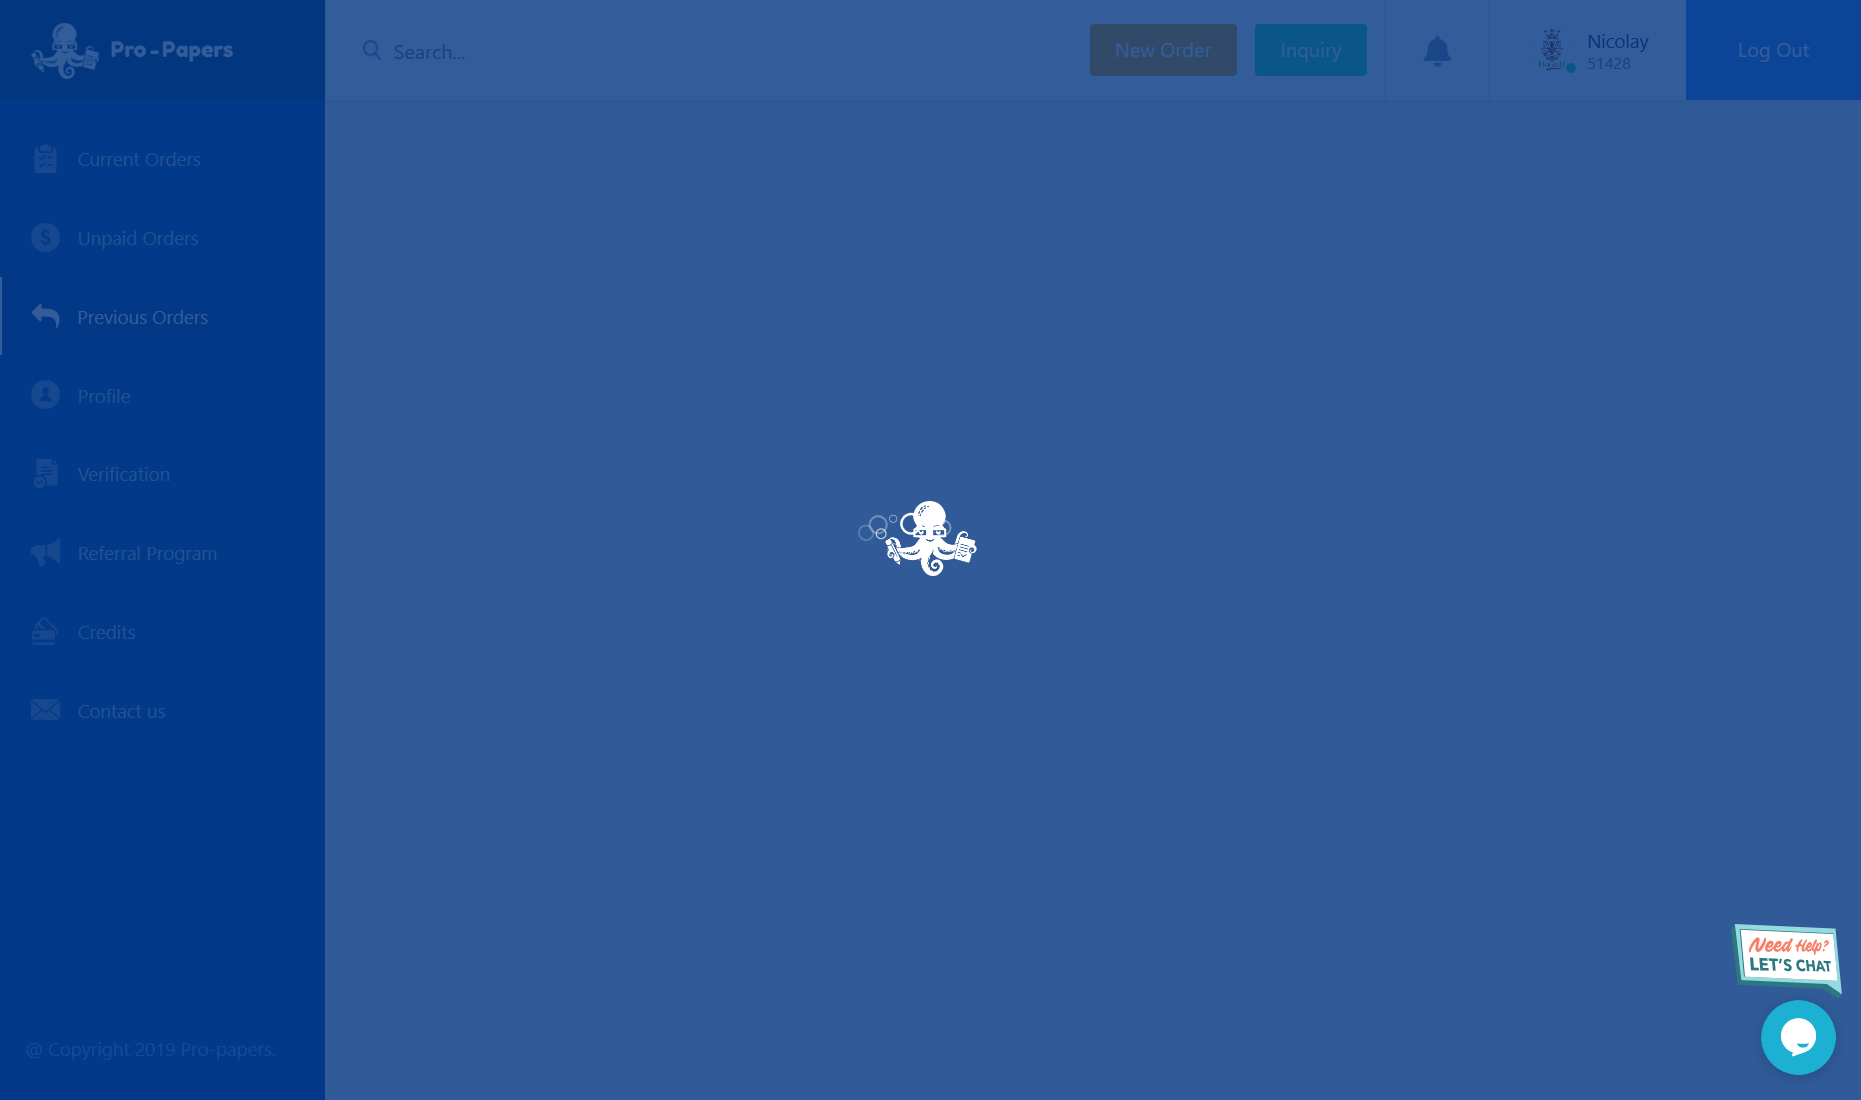 Pro-Papers
Search...
New Order
Inquiry
Nicolay
51428
Log Out
Current Orders
Unpaid Orders
Previous Orders
Profile
Verification
Referral Program
Credits
Contact us
Need Help?
LET'S CHAT
@ Copyright 2019 Pro-papers.